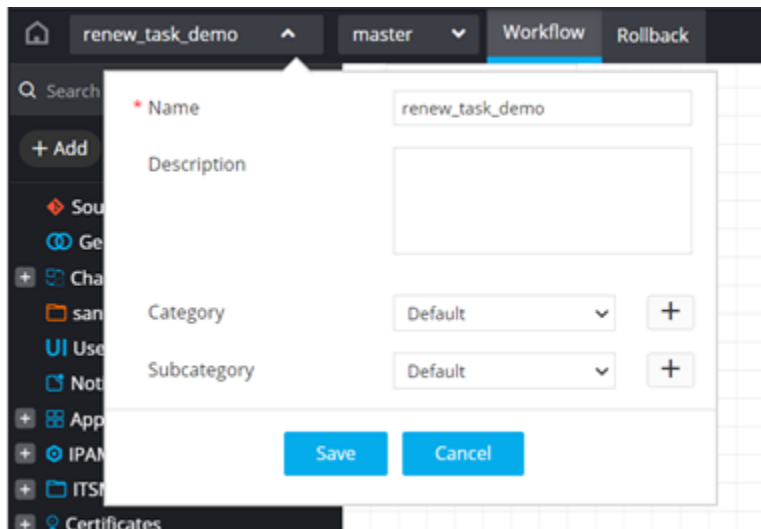 renew_task_demo master Workflow Rollback
Search
* Name renew_task_demo
+ Add
Description
Sou
Ge
Cha
Category Default +
san
UI Use
Subcategory Default +
Not
App
IPAM
Save Cancel
ITSM
Certificates